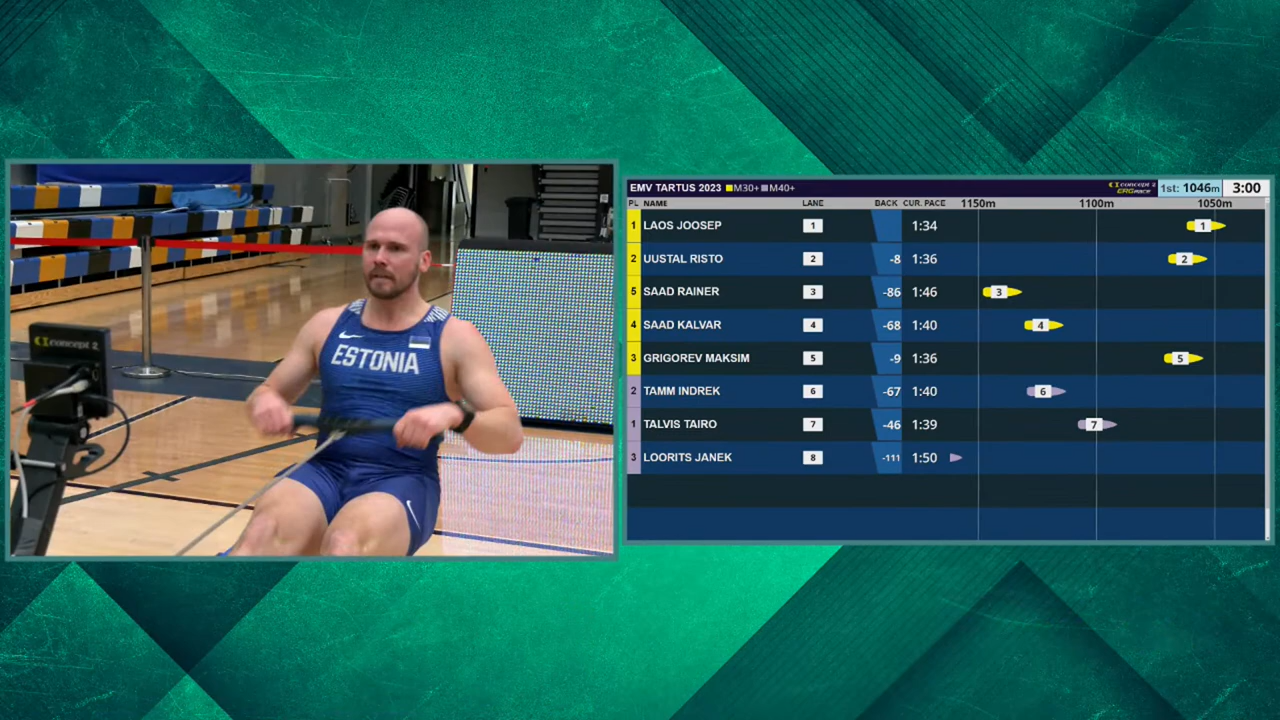 concept 2
ESTONIA
EMV TARTUS 2023 M30+ M40+ concept 2 ERGRACE 1st: 1046m 3:00
PL NAME LANE BACK CUR. PACE 1150m 1100m 1050m
1 LAOS JOOSEP 1 1:34 1
2 UUSTAL RISTO 2 -8 1:36 2
5 SAAD RAINER 3 -86 1:46 3
4 SAAD KALVAR 4 -68 1:40 4
3 GRIGOREV MAKSIM 5 -9 1:36 5
2 TAMM INDREK 6 -67 1:40 6
1 TALVIS TAIRO 7 -46 1:39 7
3 LOORITS JANEK 8 -111 1:50